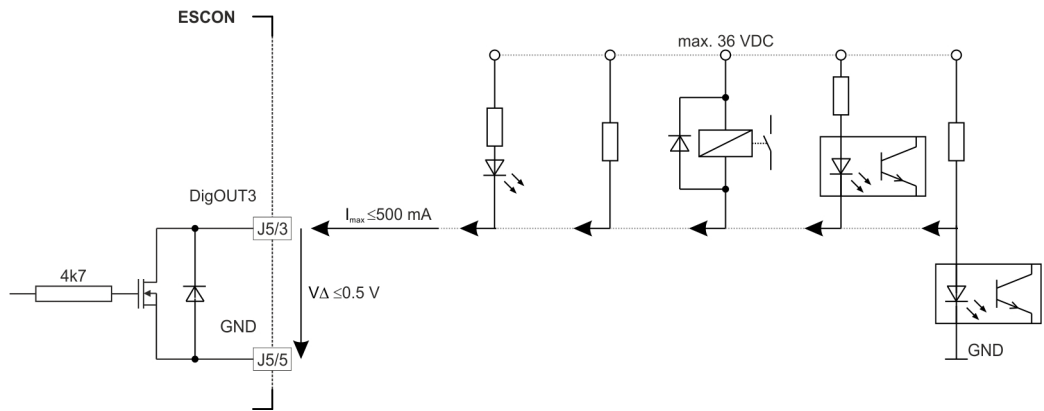 ESCON
max. 36 VDC
DigOUT3
J5/3
Imax ≤500 mA
4k7
VΔ ≤0.5 V
GND
J5/5
GND